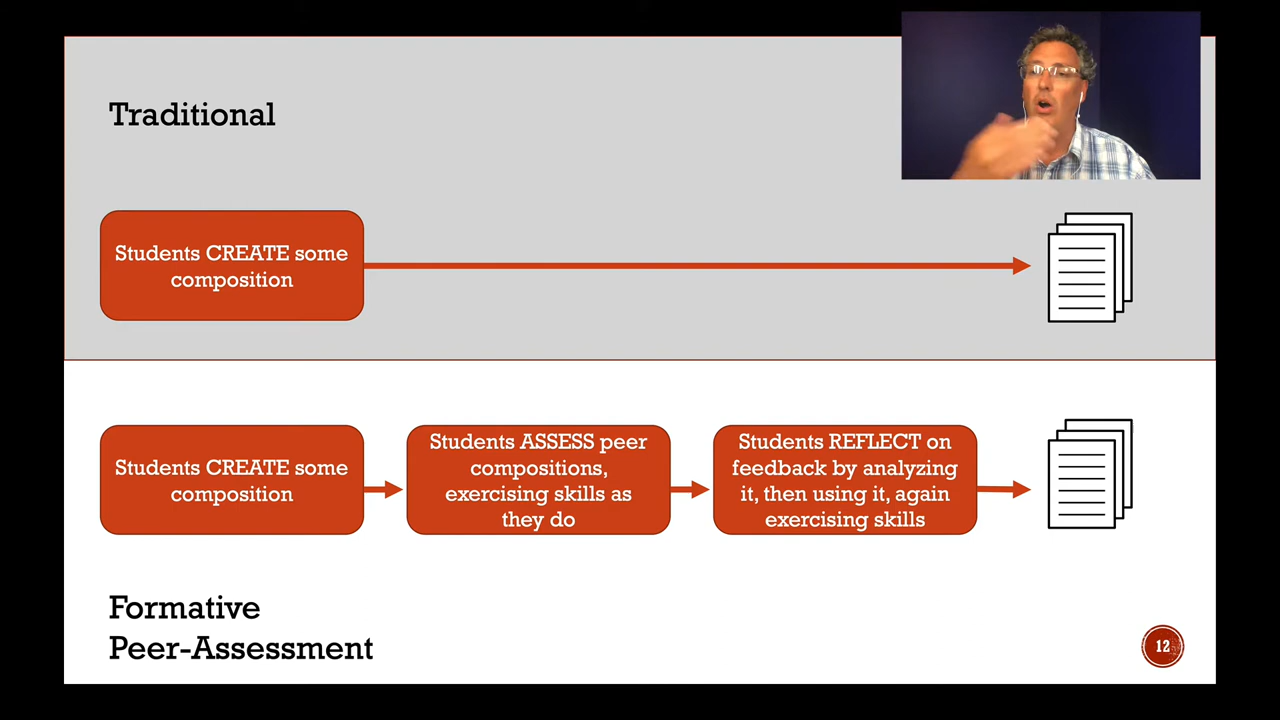 Traditional
Students CREATE some
composition
Students CREATE some
composition
Students ASSESS peer
compositions,
exercising skills as
they do
Students REFLECT on
feedback by analyzing
it, then using it, again
exercising skills
Formative
Peer-Assessment
12